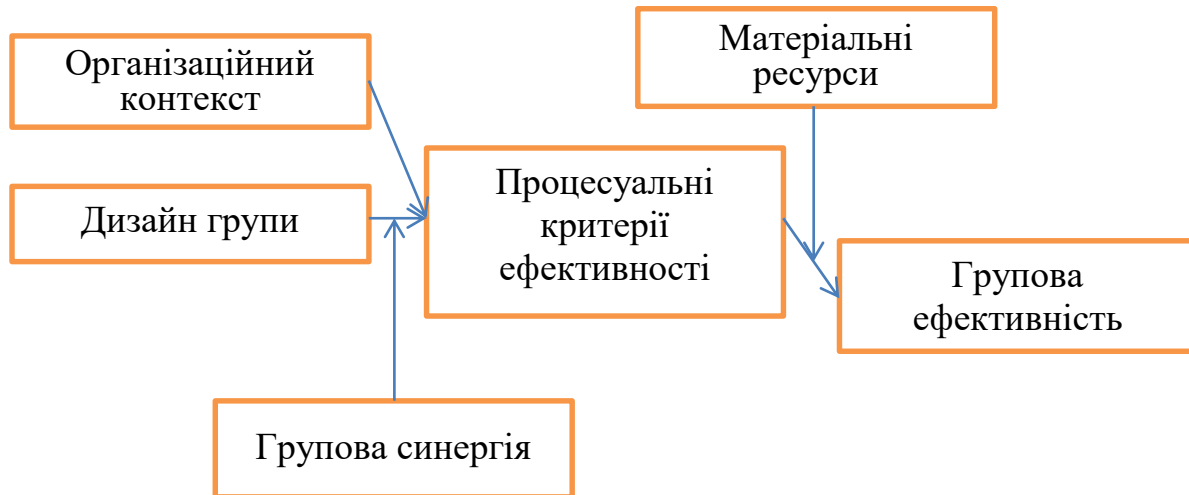 Організаційний
контекст
Матеріальні
ресурси
Дизайн групи
Процесуальні
критерії
ефективності
Групова
ефективність
Групова синергія